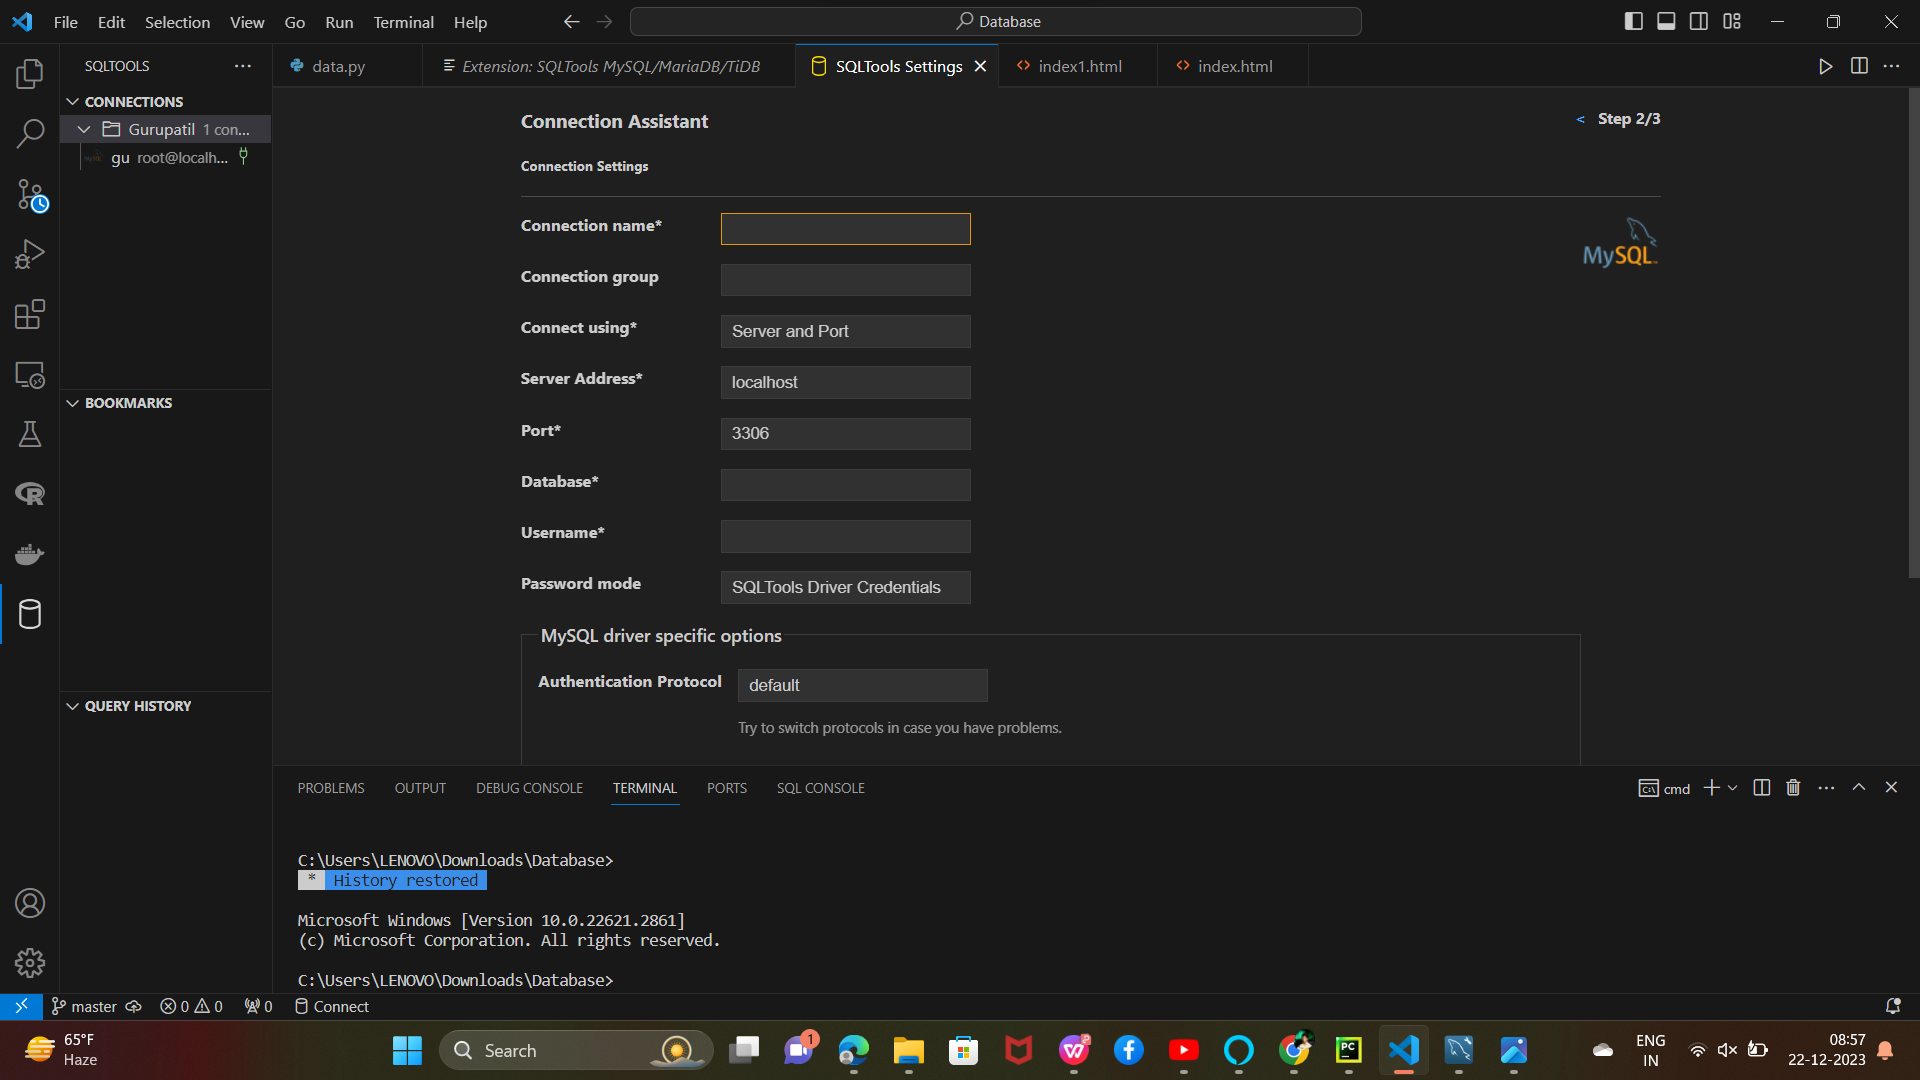 File Edit Selection View Go Run Terminal Help
Database
SQLTOOLS
data.py
Extension: SQLTools MySQL/MariaDB/TiDB
SQLTools Settings
index1.html
index.html
CONNECTIONS
Gurupatil 1 con...
gu root@localh...
BOOKMARKS
QUERY HISTORY
Connection Assistant
< Step 2/3
Connection Settings
Connection name*
MySQL
Connection group
Connect using* Server and Port
Server Address* localhost
Port* 3306
Database*
Username*
Password mode SQLTools Driver Credentials
MySQL driver specific options
Authentication Protocol default
Try to switch protocols in case you have problems.
PROBLEMS OUTPUT DEBUG CONSOLE TERMINAL PORTS SQL CONSOLE
cmd
C:\Users\LENOVO\Downloads\Database>
* History restored
Microsoft Windows [Version 10.0.22621.2861]
(c) Microsoft Corporation. All rights reserved.
C:\Users\LENOVO\Downloads\Database>
master 0 0 0 Connect
65°F
Haze
Search
1
PC
ENG
IN
08:57
22-12-2023